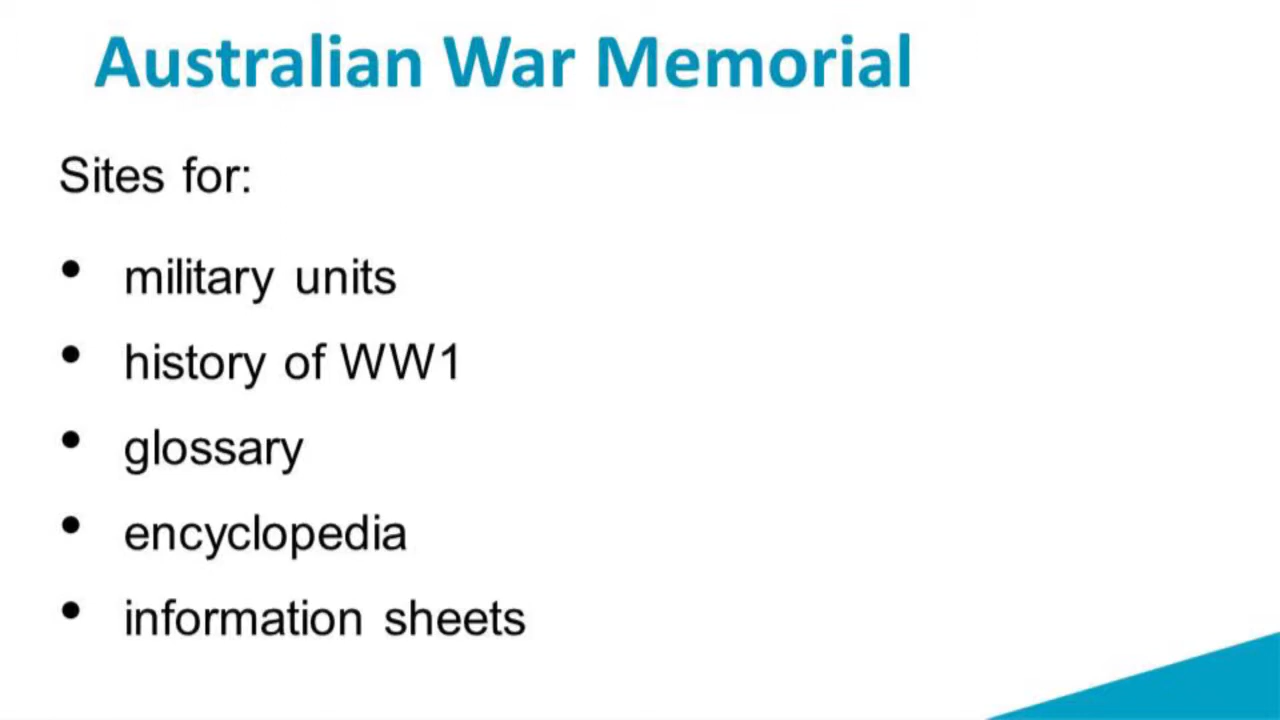 Australian War Memorial
Sites for:
• military units
• history of WW1
• glossary
• encyclopedia
• information sheets